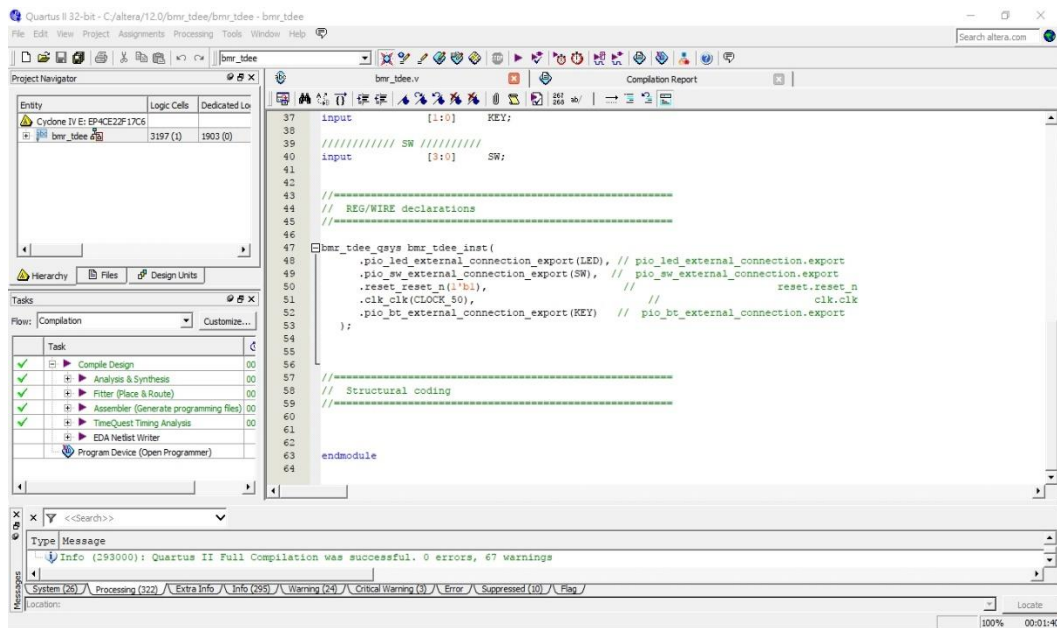 Quartus II 32-bit - C:/altera/12.0/bmr_tdee/bmr_tdee - bmr_tdee
File Edit View Project Assignments Processing Tools Window Help
Search altera.com
bmr_tdee
Project Navigator
Entity Logic Cells Dedicated Lo
Cyclone IV E: EP4CE22F17C6
bmr_tdee 3197 (1) 1903 (0)
Hierarchy Files Design Units
Tasks
Flow: Compilation Customize...
Task
Compile Design 00
Analysis & Synthesis 00
Fitter (Place & Route) 00
Assembler (Generate programming files) 00
TimeQuest Timing Analysis 00
EDA Netlist Writer
Program Device (Open Programmer)
bmr_tdee.v Compilation Report
267 268 ab/
37 input [1:0] KEY;
38
39 //////////// SW //////////
40 input [3:0] SW;
41
42
43 //=======================================================
44 // REG/WIRE declarations
45 //=======================================================
46
47 bmr_tdee_qsys bmr_tdee_inst(
48 .pio_led_external_connection_export(LED), // pio_led_external_connection.export
49 .pio_sw_external_connection_export(SW), // pio_sw_external_connection.export
50 .reset_reset_n(1'b1), // reset.reset_n
51 .clk_clk(CLOCK_50), // clk.clk
52 .pio_bt_external_connection_export(KEY) // pio_bt_external_connection.export
53 );
54
55
56
57 //=======================================================
58 // Structural coding
59 //=======================================================
60
61
62
63 endmodule
64
<<Search>>
Type Message
Info (293000): Quartus II Full Compilation was successful. 0 errors, 67 warnings
System (26) Processing (322) Extra Info Info (295) Warning (24) Critical Warning (3) Error Suppressed (10) Flag
Messages
Location: Locate
100% 00:01:40